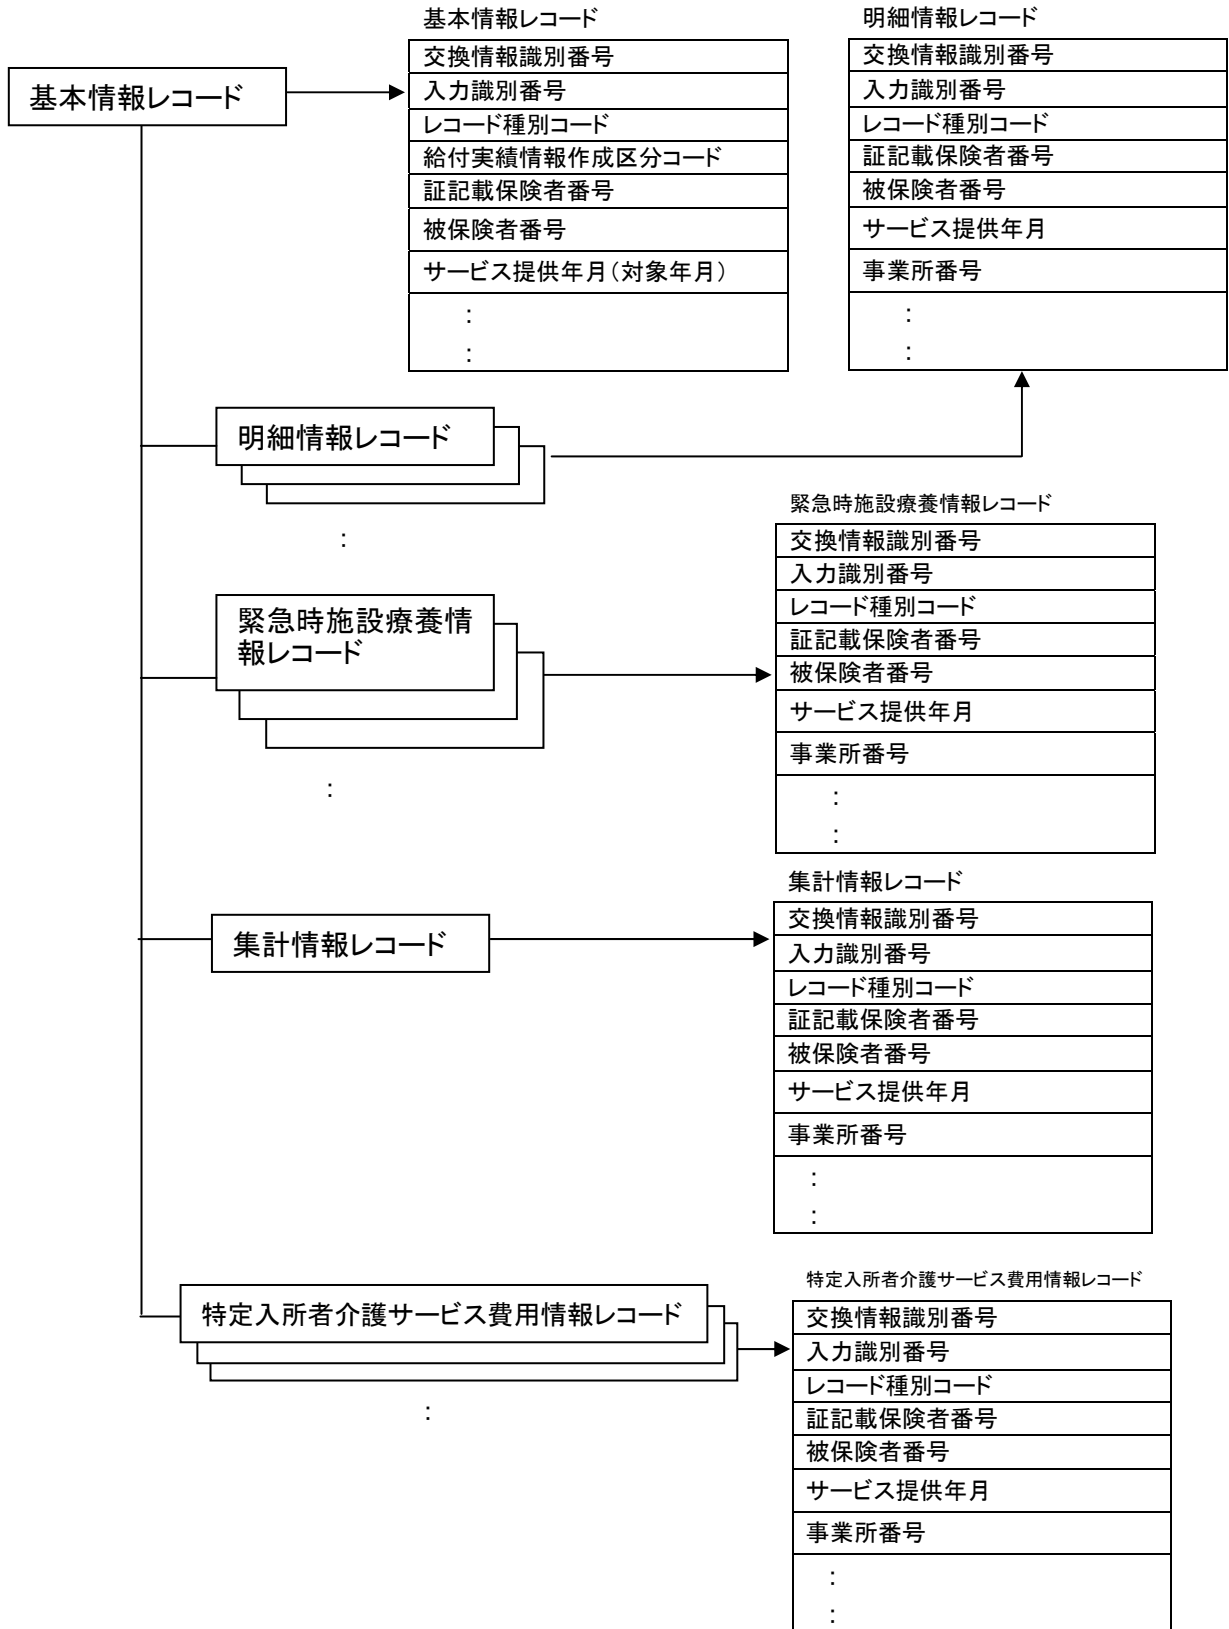 基本情報レコード
基本情報レコード
交換情報識別番号
入力識別番号
レコード種別コード
給付実績情報作成区分コード
証記載保険者番号
被保険者番号
サービス提供年月(対象年月)
:
:
明細情報レコード
交換情報識別番号
入力識別番号
レコード種別コード
証記載保険者番号
被保険者番号
サービス提供年月
事業所番号
:
:
明細情報レコード
:
緊急時施設療養情報レコード
交換情報識別番号
入力識別番号
レコード種別コード
証記載保険者番号
被保険者番号
サービス提供年月
事業所番号
:
:
緊急時施設療養情
報レコード
:
集計情報レコード
集計情報レコード
交換情報識別番号
入力識別番号
レコード種別コード
証記載保険者番号
被保険者番号
サービス提供年月
事業所番号
:
:
特定入所者介護サービス費用情報レコード
:
特定入所者介護サービス費用情報レコード
交換情報識別番号
入力識別番号
レコード種別コード
証記載保険者番号
被保険者番号
サービス提供年月
事業所番号
:
: